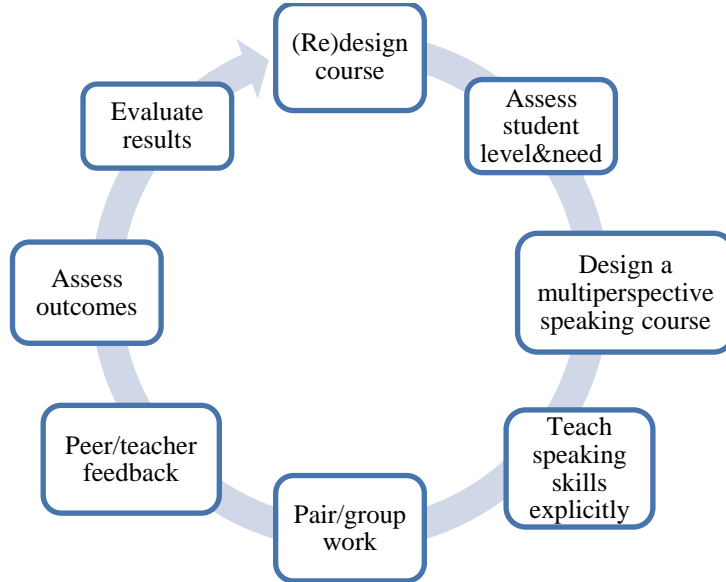 (Re)design
course
Assess
student
level&need
Design a
multiperspective
speaking course
Teach
speaking
skills
explicitly
Pair/group
work
Peer/teacher
feedback
Assess
outcomes
Evaluate
results